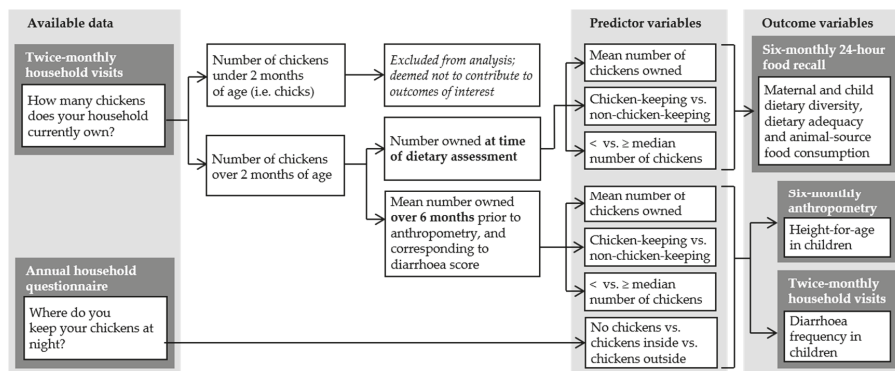 Available data
Predictor variables
Outcome variables
Twice-monthly
household visits
How many chickens
does your household
currently own?
Number of chickens
under 2 months
of age (i.e. chicks)
Excluded from analysis;
deemed not to contribute to
outcomes of interest
Number of chickens
over 2 months of age
Number owned at time
of dietary assessment
Mean number owned
over 6 months prior to
anthropometry, and
corresponding to
diarrhoea score
Mean number of
chickens owned
Chicken-keeping vs.
non-chicken-keeping
< vs. ≥ median
number of chickens
Mean number of
chickens owned
Chicken-keeping vs.
non-chicken-keeping
< vs. ≥ median
number of chickens
No chickens vs.
chickens inside vs.
chickens outside
Six-monthly 24-hour
food recall
Maternal and child
dietary diversity,
dietary adequacy
and animal-source
food consumption
Six-monthly
anthropometry
Height-for-age
in children
Twice-monthly
household visits
Diarrhoea
frequency in
children
Annual household
questionnaire
Where do you
keep your chickens at
night?